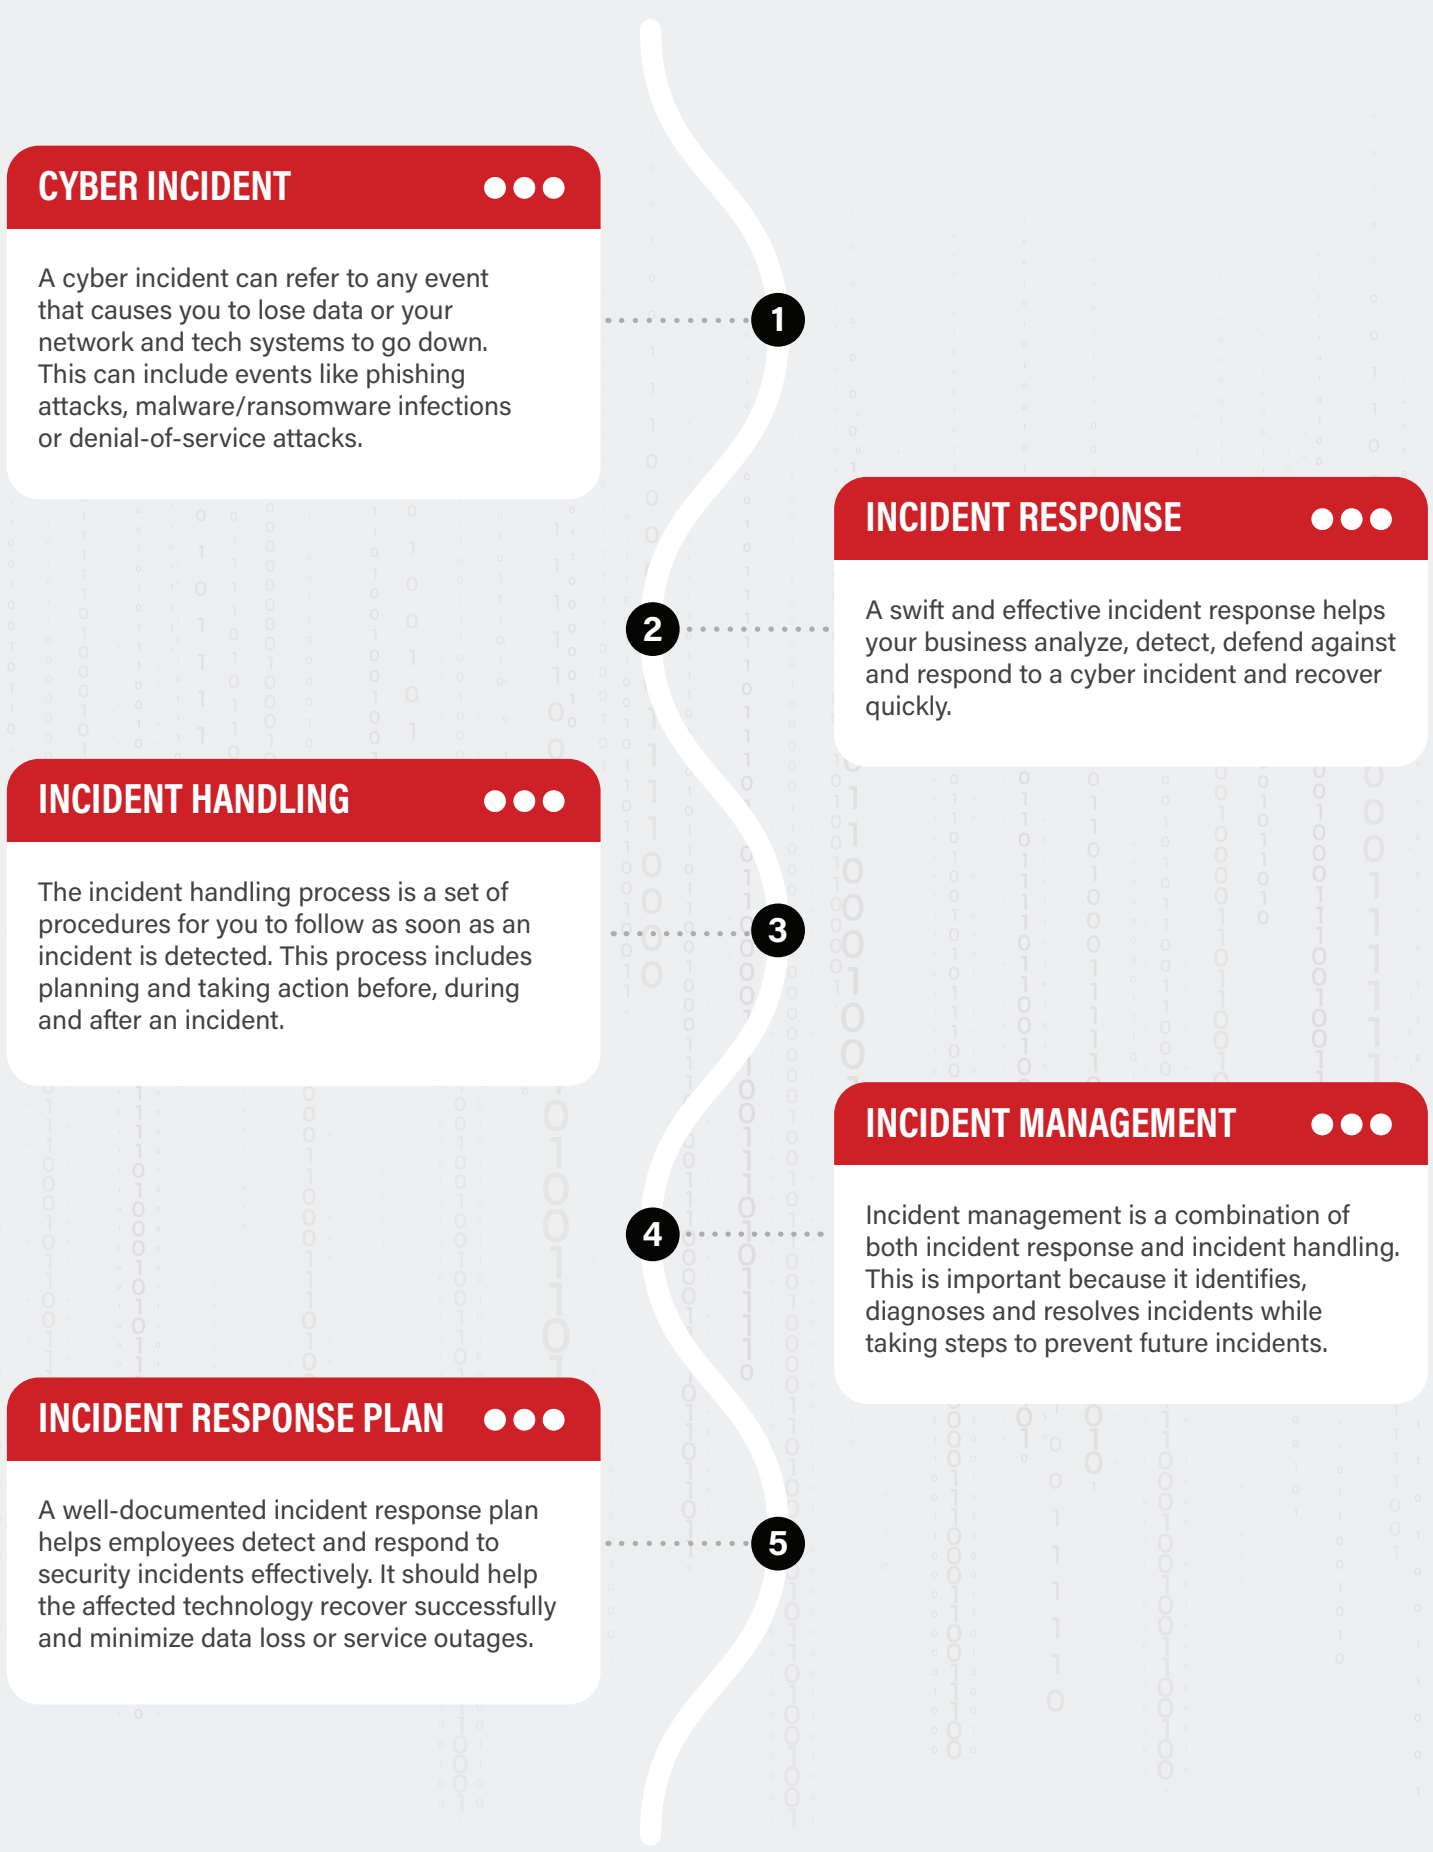 CYBER INCIDENT
A cyber incident can refer to any event
that causes you to lose data or your
network and tech systems to go down.
This can include events like phishing
attacks, malware/ransomware infections
or denial-of-service attacks.
1
INCIDENT RESPONSE
A swift and effective incident response helps
your business analyze, detect, defend against
and respond to a cyber incident and recover
quickly.
2
INCIDENT HANDLING
The incident handling process is a set of
procedures for you to follow as soon as an
incident is detected. This process includes
planning and taking action before, during
and after an incident.
3
INCIDENT MANAGEMENT
Incident management is a combination of
both incident response and incident handling.
This is important because it identifies,
diagnoses and resolves incidents while
taking steps to prevent future incidents.
4
INCIDENT RESPONSE PLAN
A well-documented incident response plan
helps employees detect and respond to
security incidents effectively. It should help
the affected technology recover successfully
and minimize data loss or service outages.
5